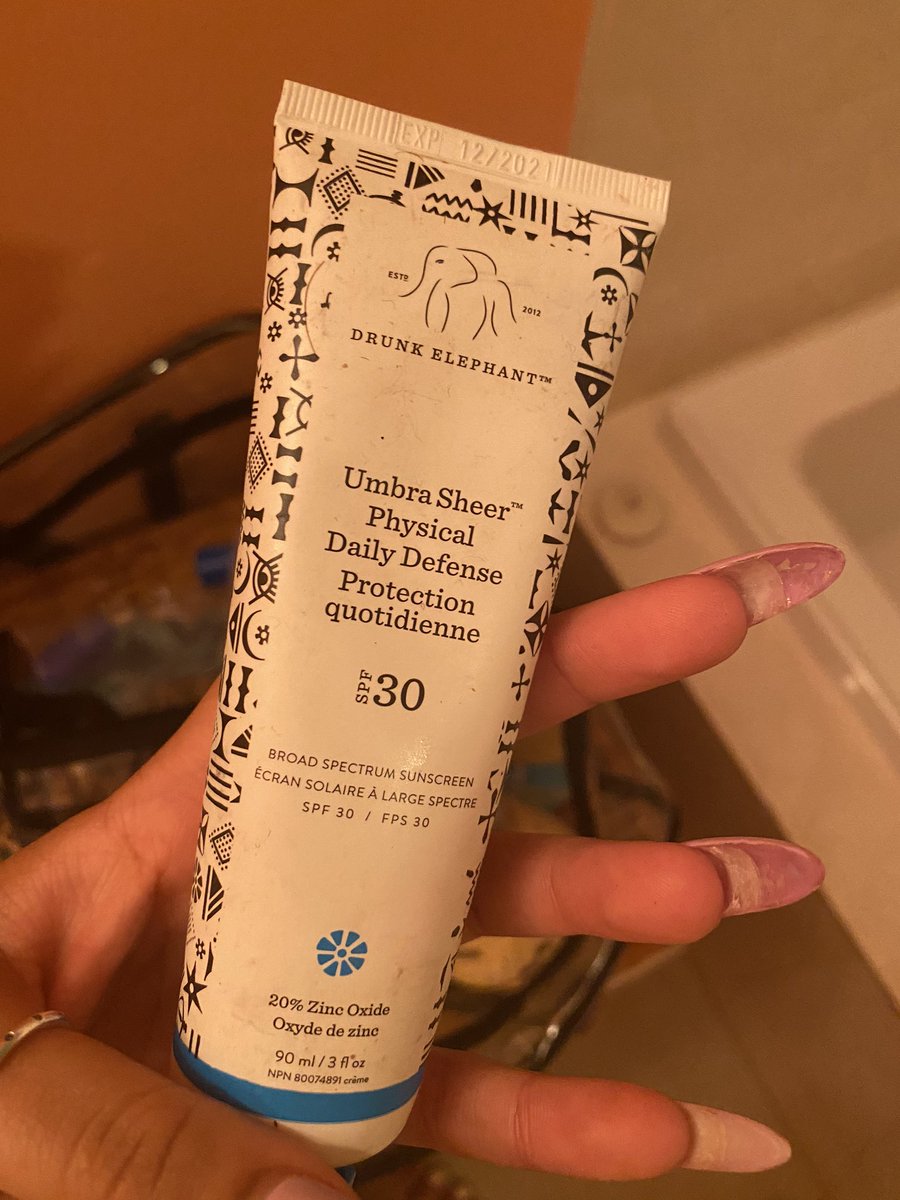 EXP 12/2021
ESTD 2012
DRUNK ELEPHANT™
Umbra Sheer™
Physical
Daily Defense
Protection
quotidienne
SPF 30
BROAD SPECTRUM SUNSCREEN
ÉCRAN SOLAIRE À LARGE SPECTRE
SPF 30 / FPS 30
20% Zinc Oxide
Oxyde de zinc
90 ml / 3 fl oz
NPN 80074891 crème